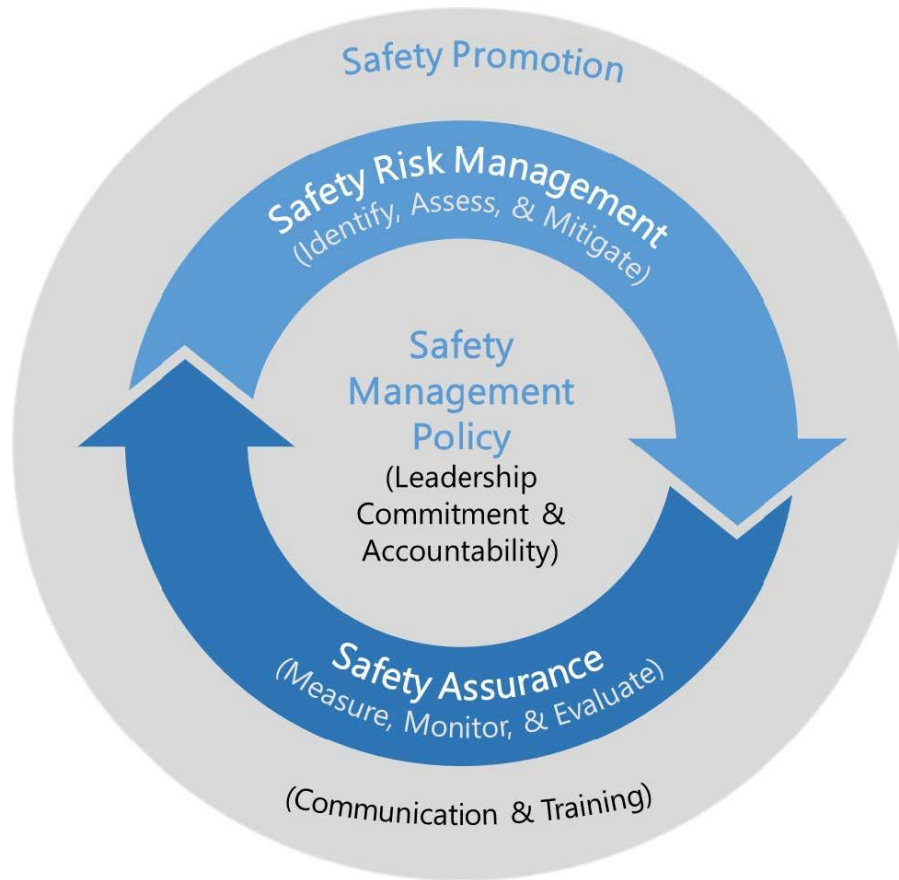 Safety Promotion
Safety Risk Management
(Identify, Assess, & Mitigate)
Safety
Management
Policy
(Leadership
Commitment &
Accountability)
Safety Assurance
(Measure, Monitor, & Evaluate)
(Communication & Training)